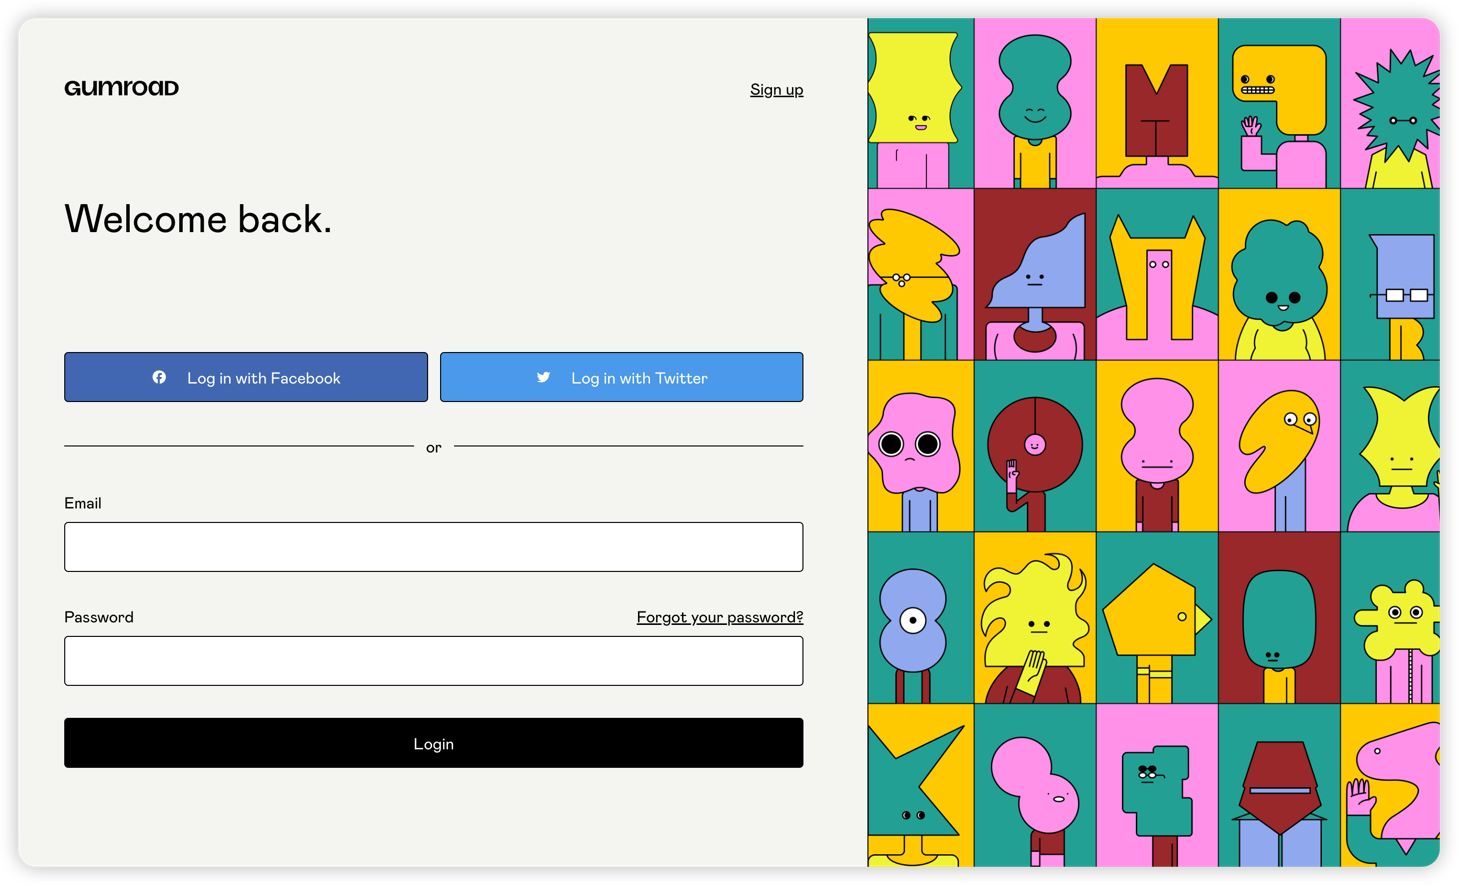 GUMROAD
Sign up
Welcome back.
Log in with Facebook
Log in with Twitter
or
Email
Password
Forgot your password?
Login